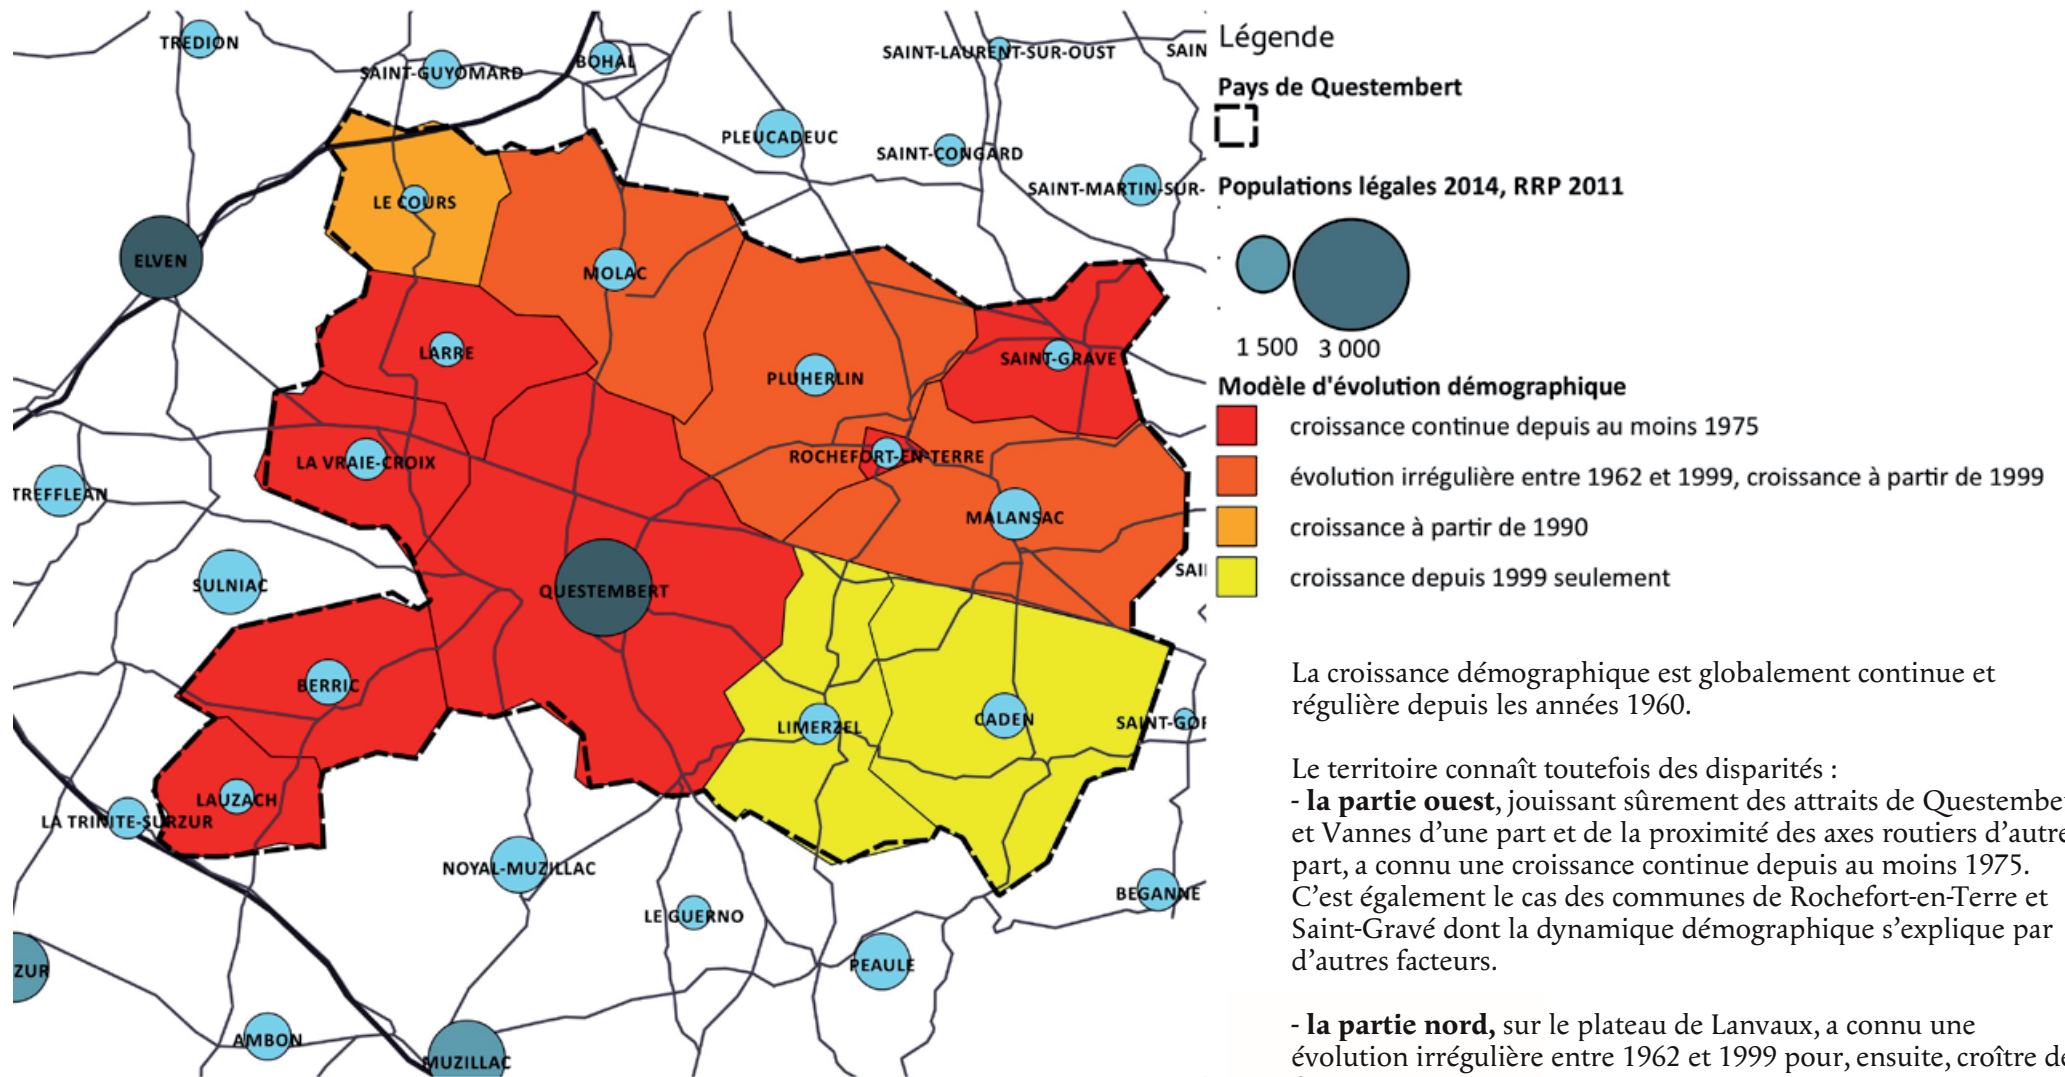 TREDION
SAINT-GUYOMARD
BOHAL
SAINT-LAURENT-SUR-OUST
SAIN
PLEUCADEUC
SAINT-CONGARD
SAINT-MARTIN-SUR-
LE COURS
ELVEN
MOLAC
LARRE
SAINT-GRAVE
PLUHERLIN
LA VRAIE-CROIX
ROCHEFORT-EN-TERRE
TREFFLEAN
MALANSAC
SULNIAC
SAI
QUESTEMBERT
BERRIC
LIMERZEL
CADEN
SAINT-GOR
LAUZACH
LA TRINITE-SURZUR
NOYAL-MUZILLAC
BEGANNE
LE GUERNO
ZUR
PEAULE
AMBON
MUZILLAC
Légende
Pays de Questembert
Populations légales 2014, RRP 2011
1 500 3 000
Modèle d'évolution démographique
croissance continue depuis au moins 1975
évolution irrégulière entre 1962 et 1999, croissance à partir de 1999
croissance à partir de 1990
croissance depuis 1999 seulement
La croissance démographique est globalement continue et
régulière depuis les années 1960.
Le territoire connaît toutefois des disparités :
- la partie ouest, jouissant sûrement des attraits de Questembe
et Vannes d'une part et de la proximité des axes routiers d'autre
part, a connu une croissance continue depuis au moins 1975.
C'est également le cas des communes de Rochefort-en-Terre et
Saint-Gravé dont la dynamique démographique s'explique par
d'autres facteurs.
- la partie nord, sur le plateau de Lanvaux, a connu une
évolution irrégulière entre 1962 et 1999 pour, ensuite, croître de